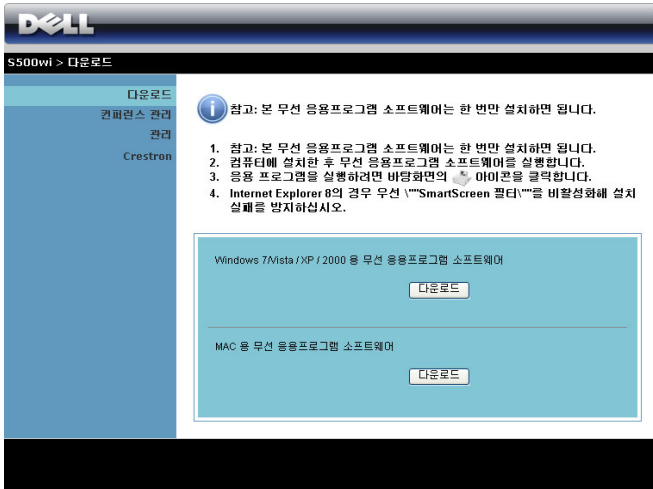 DELL
S500wi > 다운로드
다운로드
컨퍼런스 관리
관리
Crestron
참고: 본 무선 응용프로그램 소프트웨어는 한 번만 설치하면 됩니다.
1. 참고: 본 무선 응용프로그램 소프트웨어는 한 번만 설치하면 됩니다.
2. 컴퓨터에 설치한 후 무선 응용프로그램 소프트웨어를 실행합니다.
3. 응용 프로그램을 실행하려면 바탕화면의 아이콘을 클릭합니다.
4. Internet Explorer 8의 경우 우선 \""SmartScreen 필터\""를 비활성화해 설치
실패를 방지하십시오.
Windows 7/Vista / XP / 2000 용 무선 응용프로그램 소프트웨어
다운로드
MAC 용 무선 응용프로그램 소프트웨어
다운로드